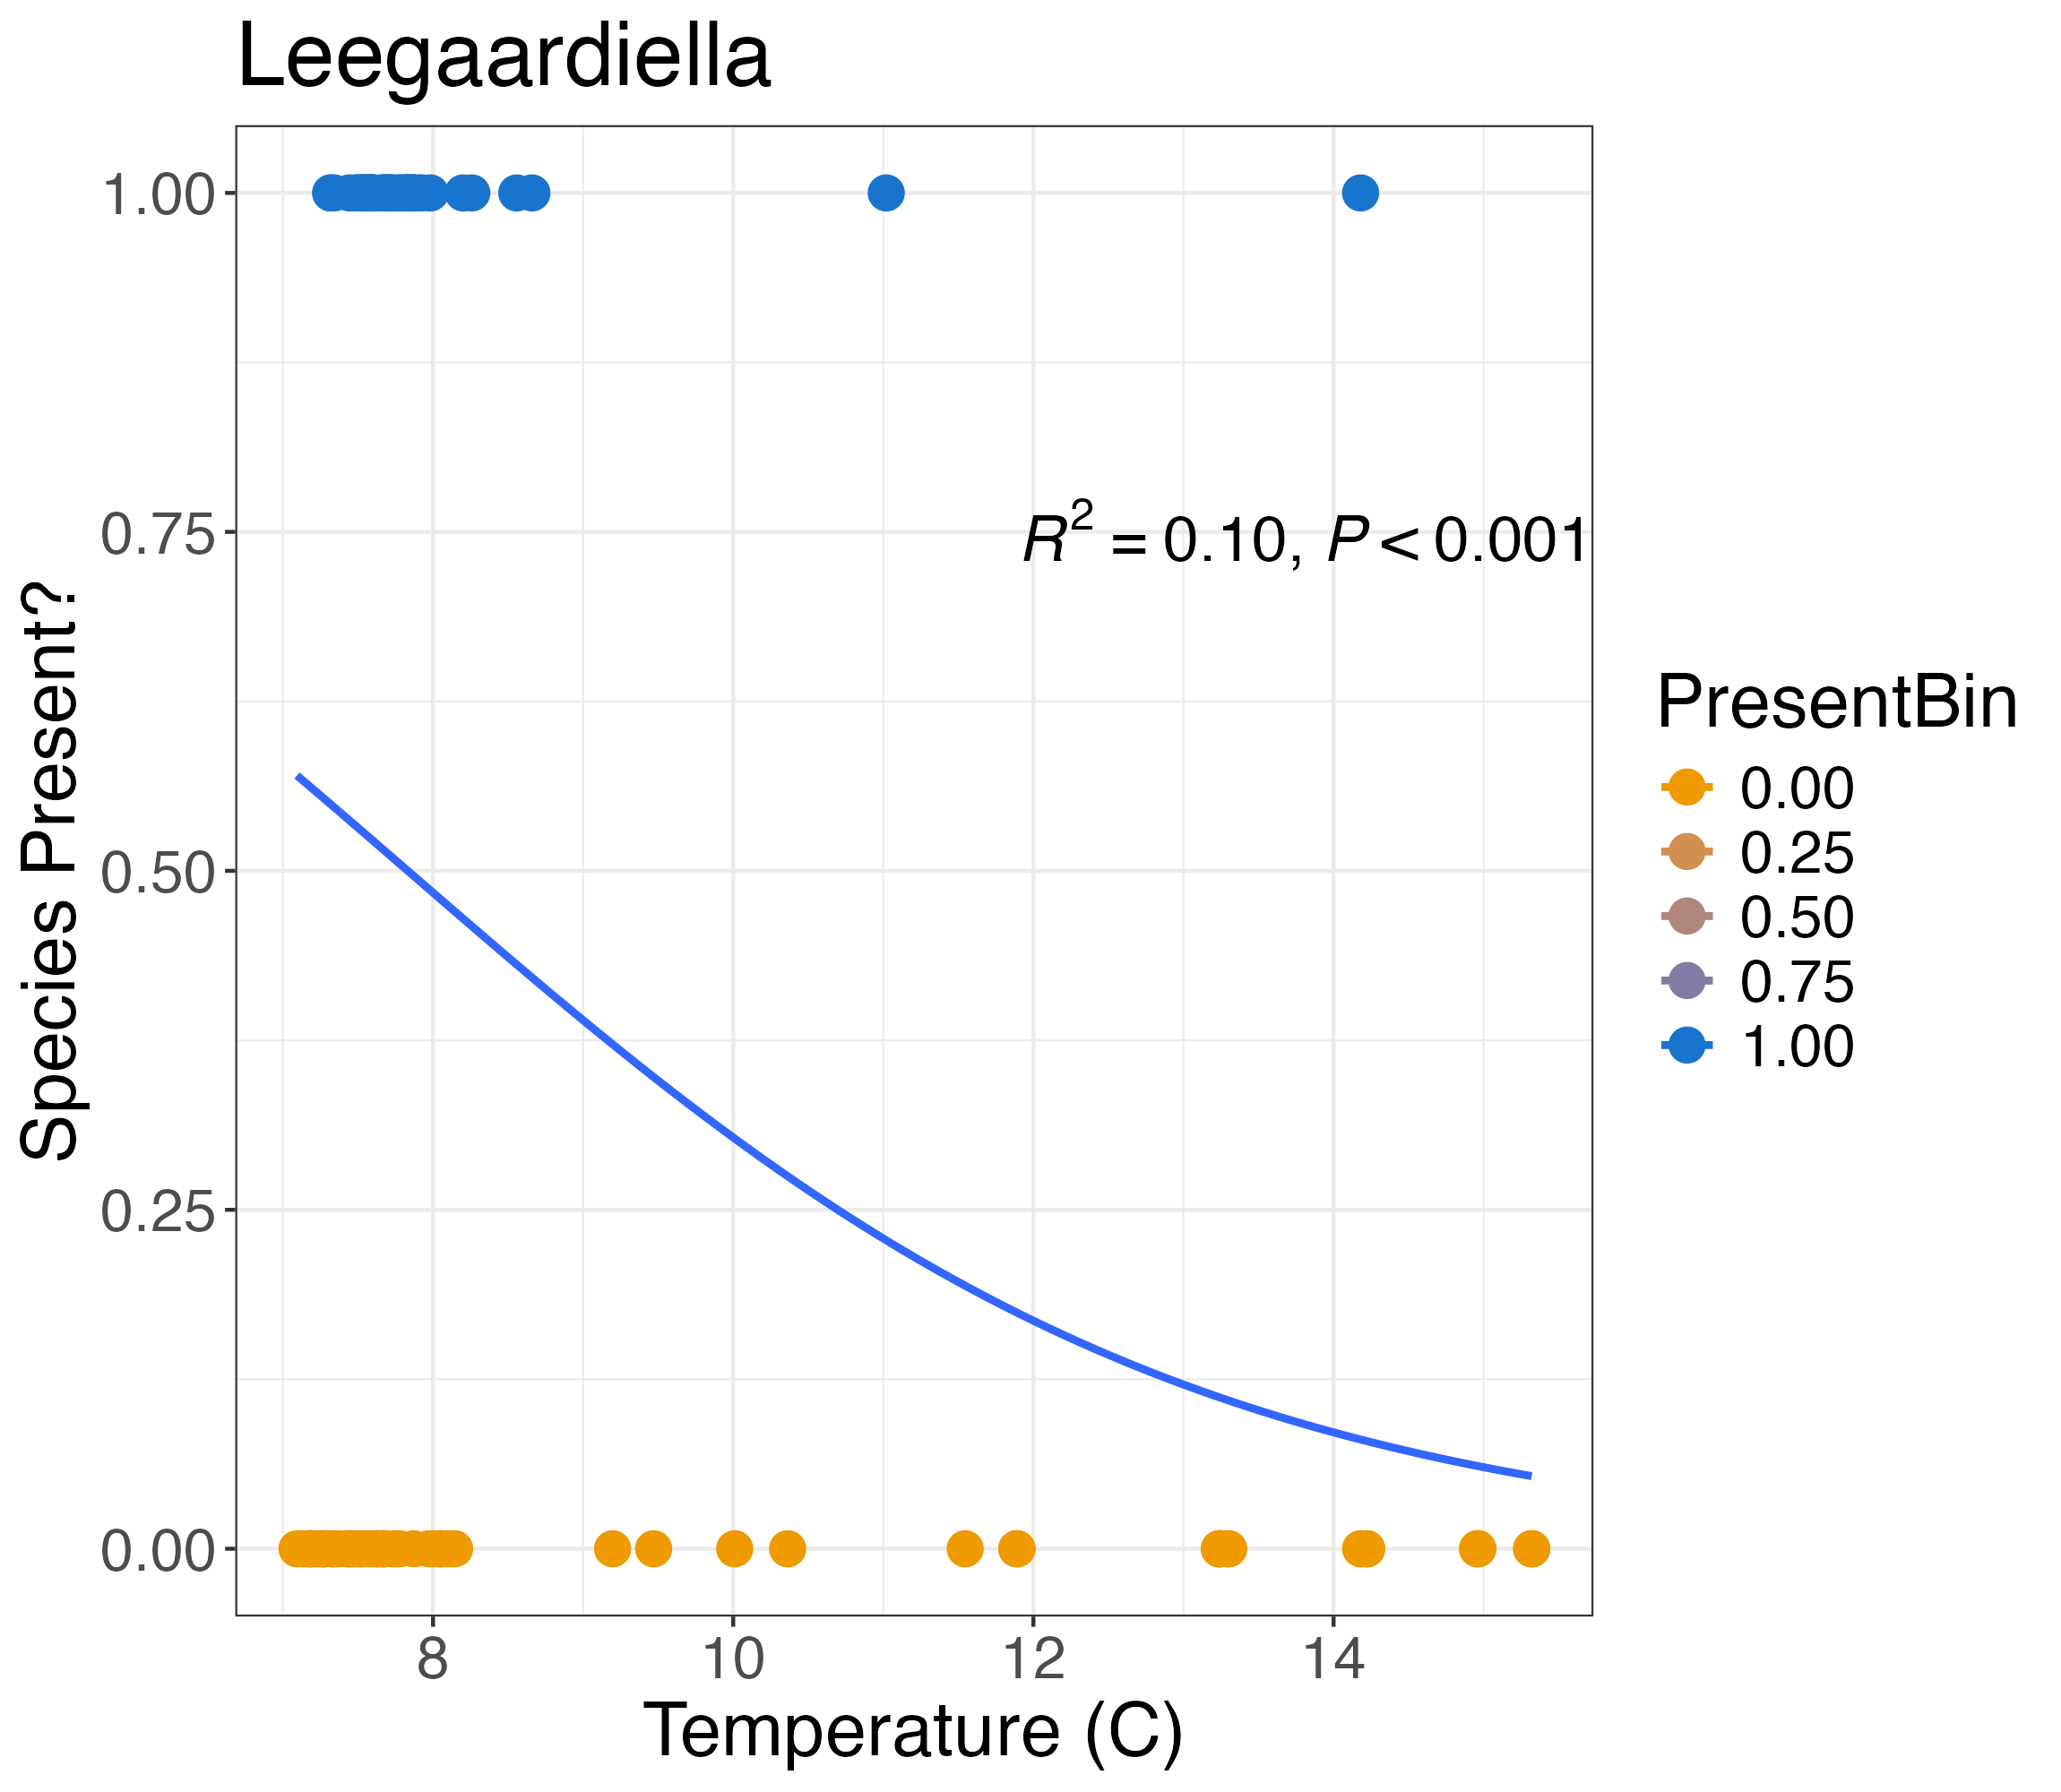 Leegaardiella
1.00
0.75
0.50
0.25
0.00
Species Present?
R² = 0.10, P < 0.001
8 10 12 14
Temperature (C)
PresentBin
0.00
0.25
0.50
0.75
1.00